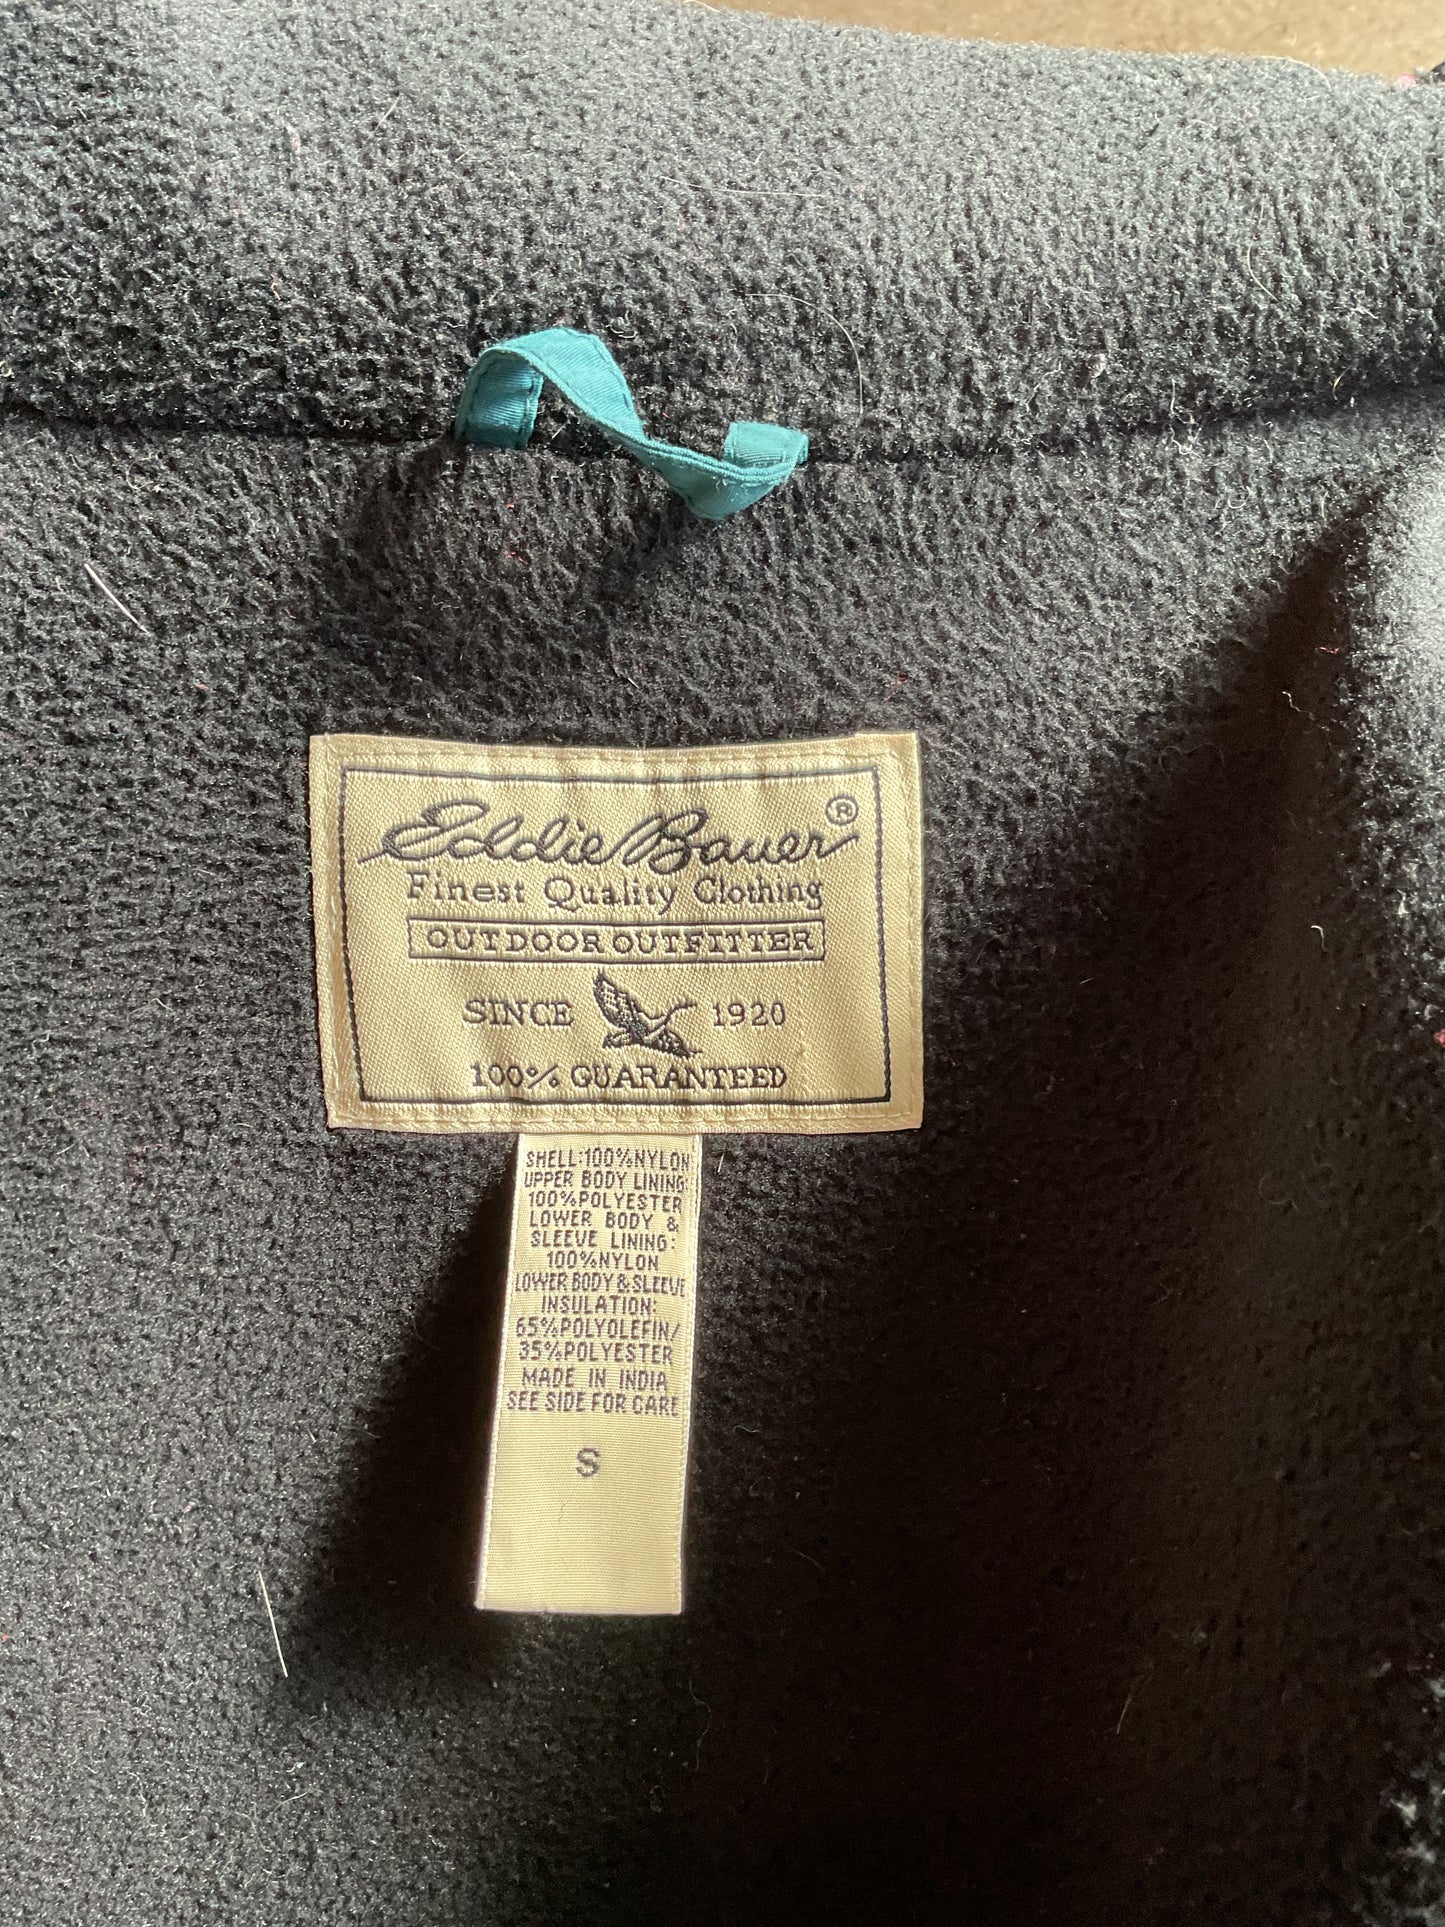 Eddie Bauer®
Finest Quality Clothing
OUTDOOR OUTFITTER
SINCE 1920
100% GUARANTEED
SHELL:100%NYLON
UPPER BODY LINING:
100%POLYESTER
LOWER BODY &
SLEEVE LINING:
100%NYLON
LOWER BODY & SLEEVE
INSULATION:
65%POLYOLEFIN/
35%POLYESTER
MADE IN INDIA
SEE SIDE FOR CARE
S